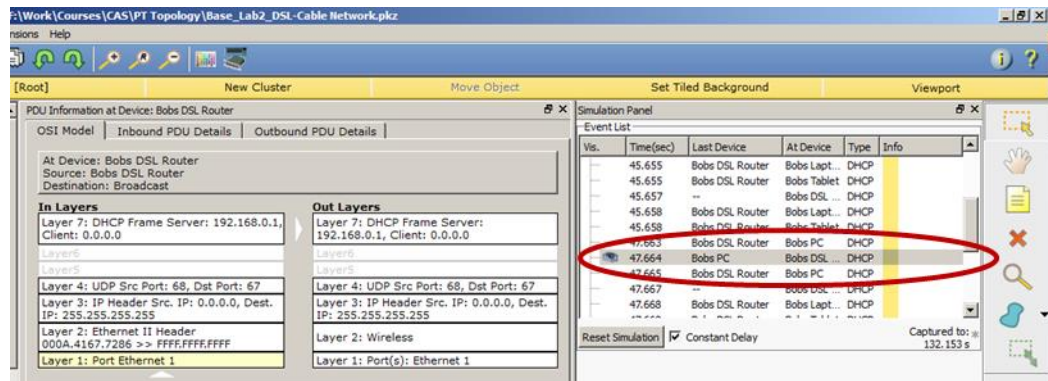 F:\Work\Courses\CAS\PT Topology\Base_Lab2_DSL-Cable Network.pkz
nsions Help
[Root] New Cluster Move Object Set Tiled Background Viewport
PDU Information at Device: Bobs DSL Router
OSI Model Inbound PDU Details Outbound PDU Details
At Device: Bobs DSL Router
Source: Bobs DSL Router
Destination: Broadcast
In Layers
Layer 7: DHCP Frame Server: 192.168.0.1,
Client: 0.0.0.0
Layer6
Layer5
Layer 4: UDP Src Port: 68, Dst Port: 67
Layer 3: IP Header Src. IP: 0.0.0.0, Dest.
IP: 255.255.255.255
Layer 2: Ethernet II Header
000A.4167.7286 >> FFFF.FFFF.FFFF
Layer 1: Port Ethernet 1
Out Layers
Layer 7: DHCP Frame Server:
192.168.0.1, Client: 0.0.0.0
Layer6
Layer5
Layer 4: UDP Src Port: 68, Dst Port: 67
Layer 3: IP Header Src. IP: 0.0.0.0, Dest.
IP: 255.255.255.255
Layer 2: Wireless
Layer 1: Port(s): Ethernet 1
Simulation Panel
Event List
Vis. Time(sec) Last Device At Device Type Info
45.655 Bobs DSL Router Bobs Lapt... DHCP
45.655 Bobs DSL Router Bobs Tablet DHCP
45.657 -- Bobs DSL ... DHCP
45.658 Bobs DSL Router Bobs Lapt... DHCP
45.658 Bobs DSL Router Bobs Tablet DHCP
47.663 Bobs DSL Router Bobs PC DHCP
47.664 Bobs PC Bobs DSL ... DHCP
47.665 Bobs DSL Router Bobs PC DHCP
47.667 -- Bobs DSL ... DHCP
47.668 Bobs DSL Router Bobs Lapt... DHCP
Reset Simulation Constant Delay Captured to: *
132.153 s